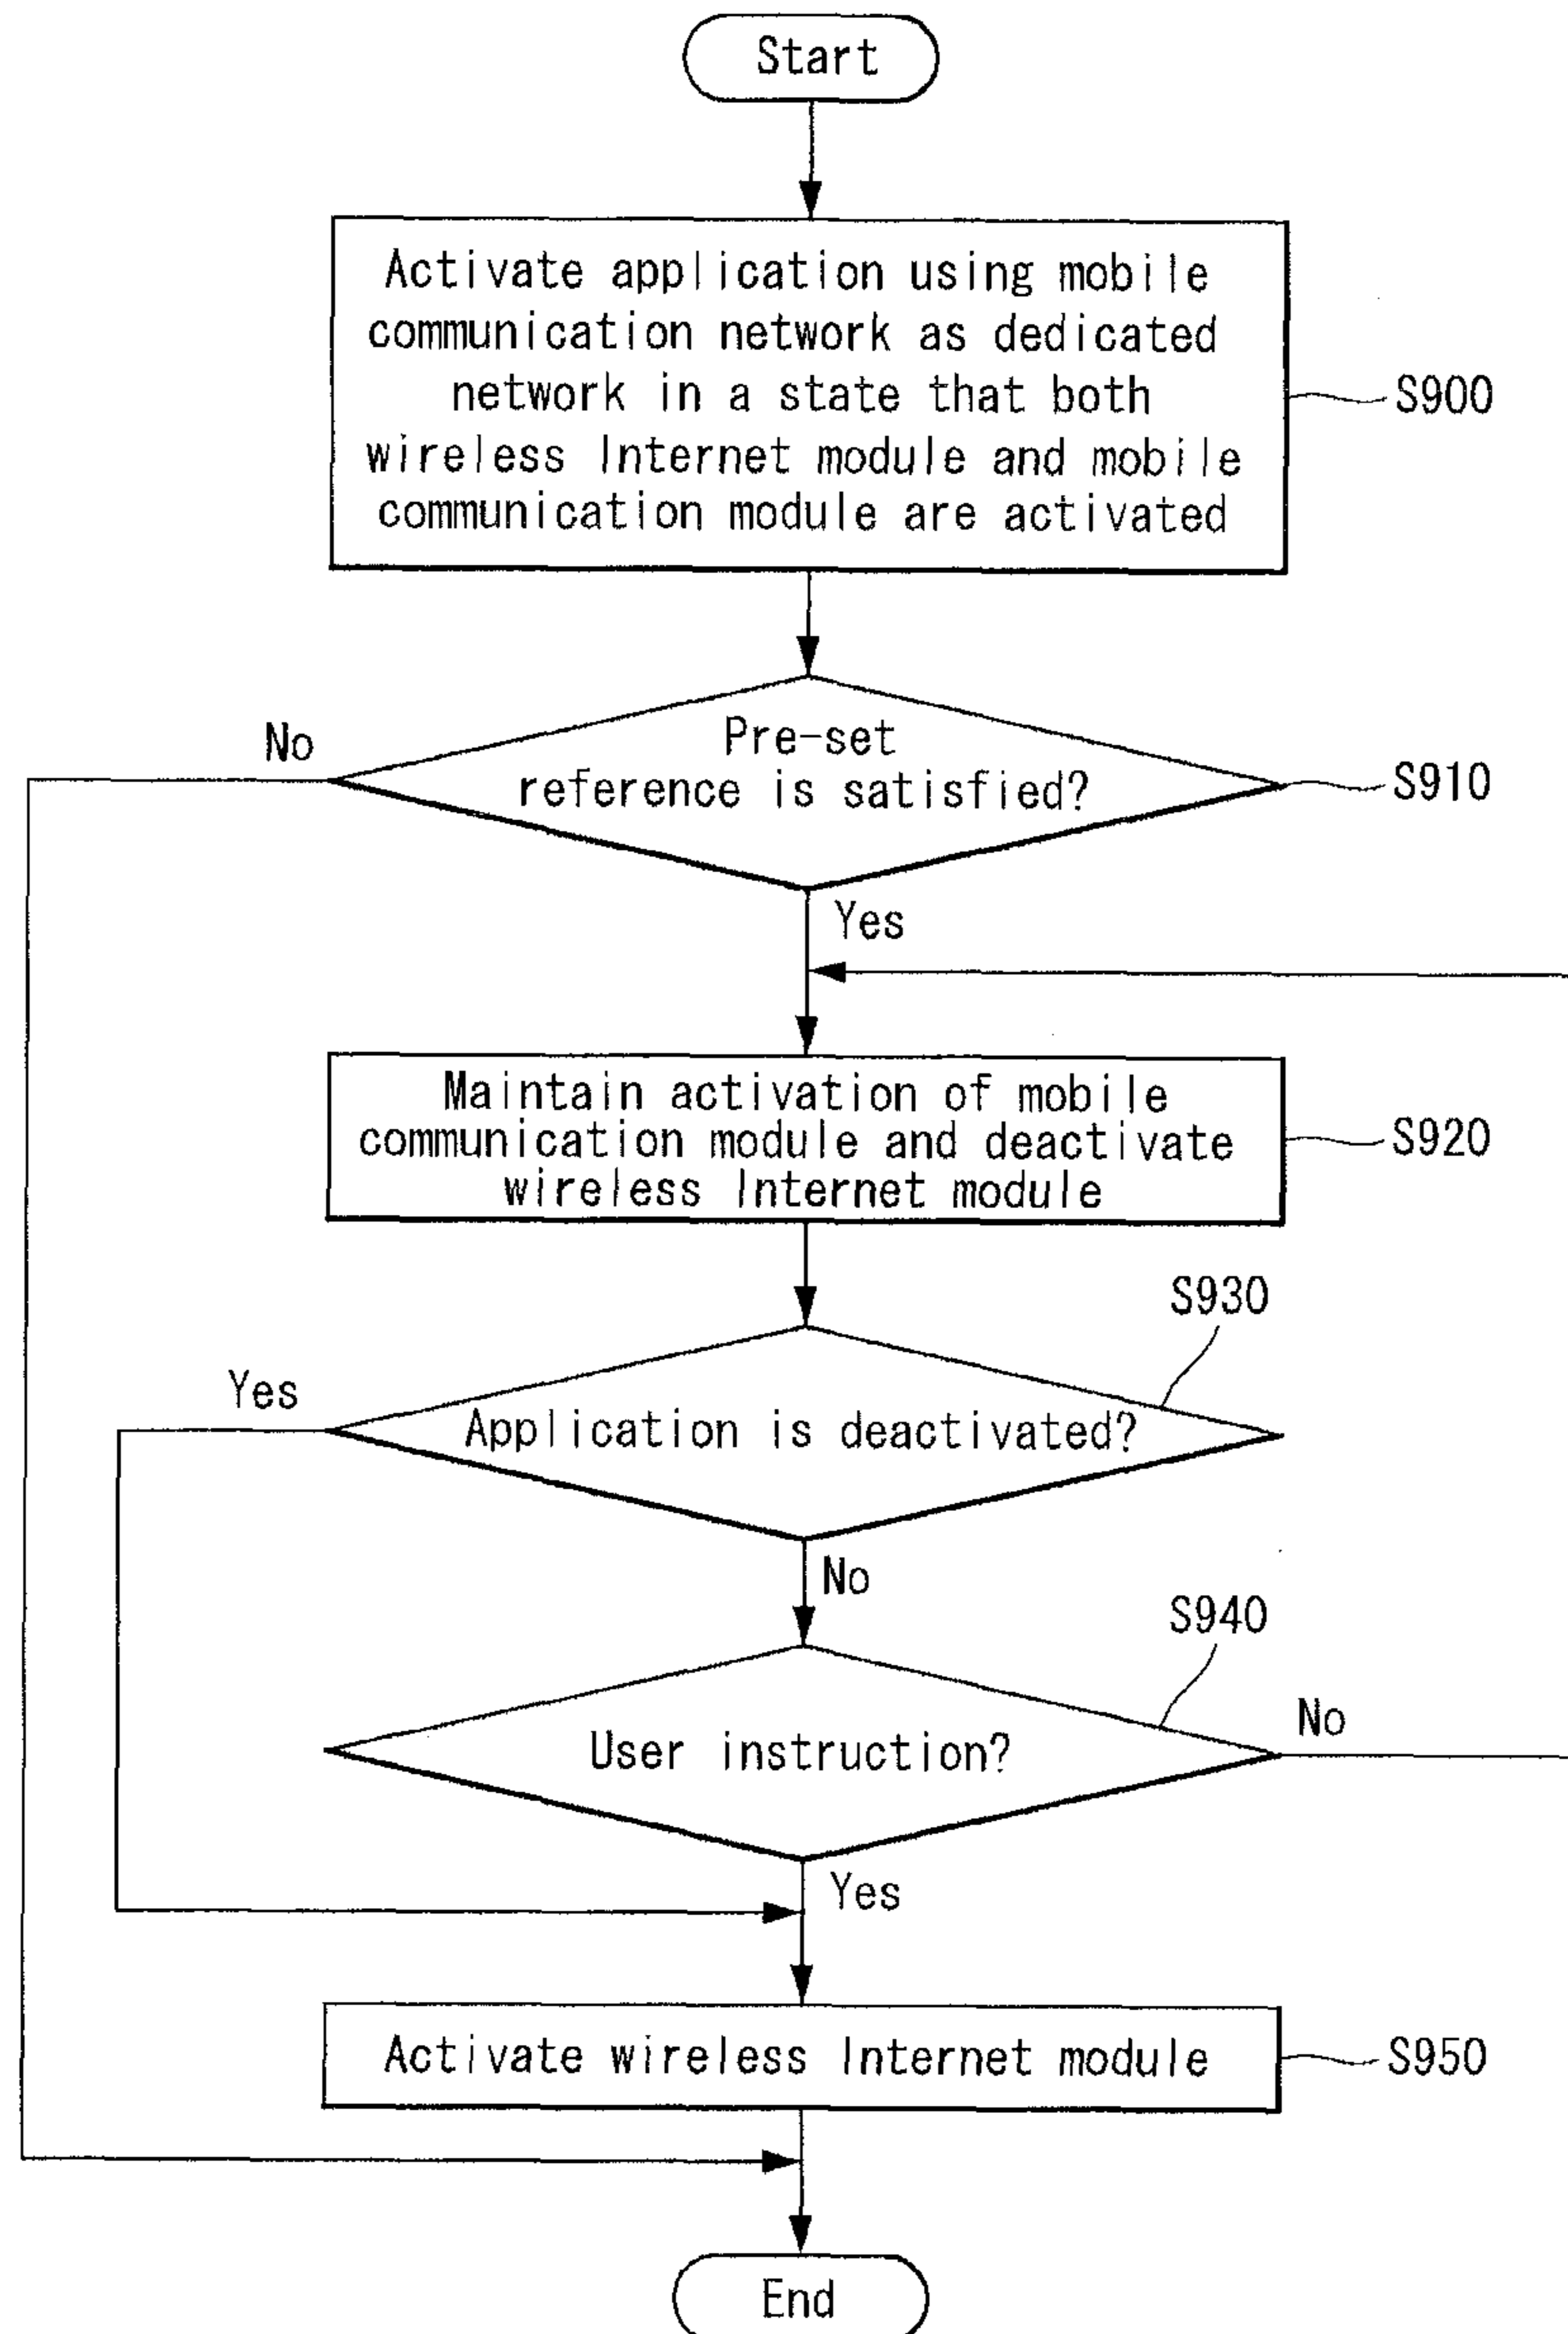 Start
Activate application using mobile
communication network as dedicated
network in a state that both
wireless Internet module and mobile
communication module are activated
S900
No
Pre-set
reference is satisfied?
S910
Yes
Maintain activation of mobile
communication module and deactivate
wireless Internet module
S920
S930
Yes
Application is deactivated?
No
S940
User instruction?
No
Yes
Activate wireless Internet module
S950
End